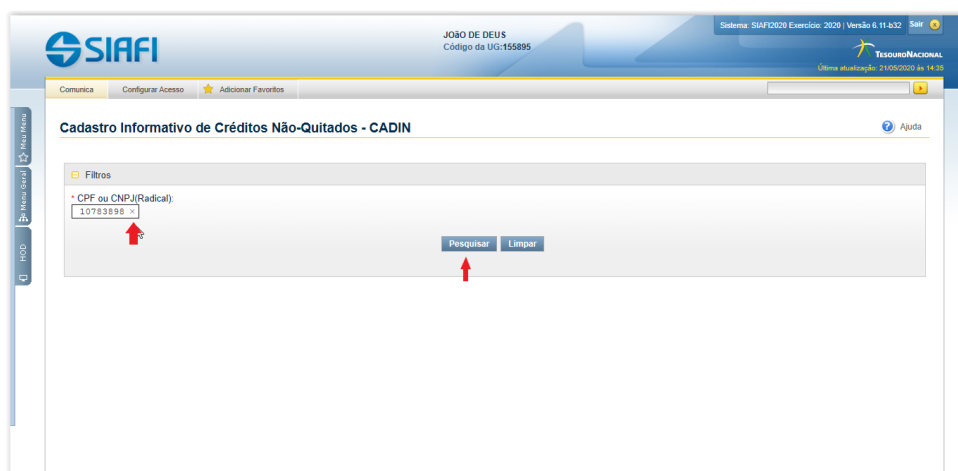 SIAFI
JOãO DE DEUS
Código da UG:155895
Sistema: SIAFI2020 Exercício: 2020 | Versão 6.11-b32 Sair x
TESOURONACIONAL
Última atualização: 21/05/2020 às 14:35
Comunica Configurar Acesso Adicionar Favoritos
Meu Menu
Menu Geral
HOD
Cadastro Informativo de Créditos Não-Quitados - CADIN
? Ajuda
Filtros
* CPF ou CNPJ(Radical):
10783898 ×
Pesquisar Limpar